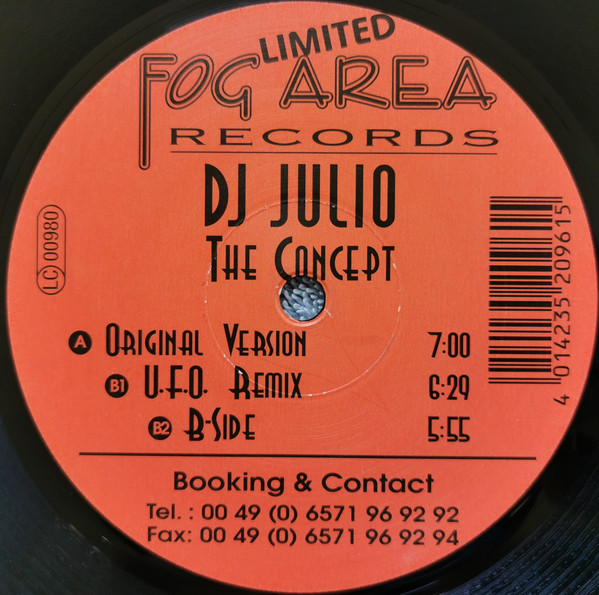 LIMITED
FOG AREA
RECORDS
DJ JULIO
THE CONCEPT
A ORIGINAL VERSION 7:00
B1 U.F.O. REMIX 6:29
B2 B-SIDE 5:55
Booking & Contact
Tel. : 00 49 (0) 6571 96 92 92
Fax: 00 49 (0) 6571 96 92 94
LC 00980
4 014235 209615